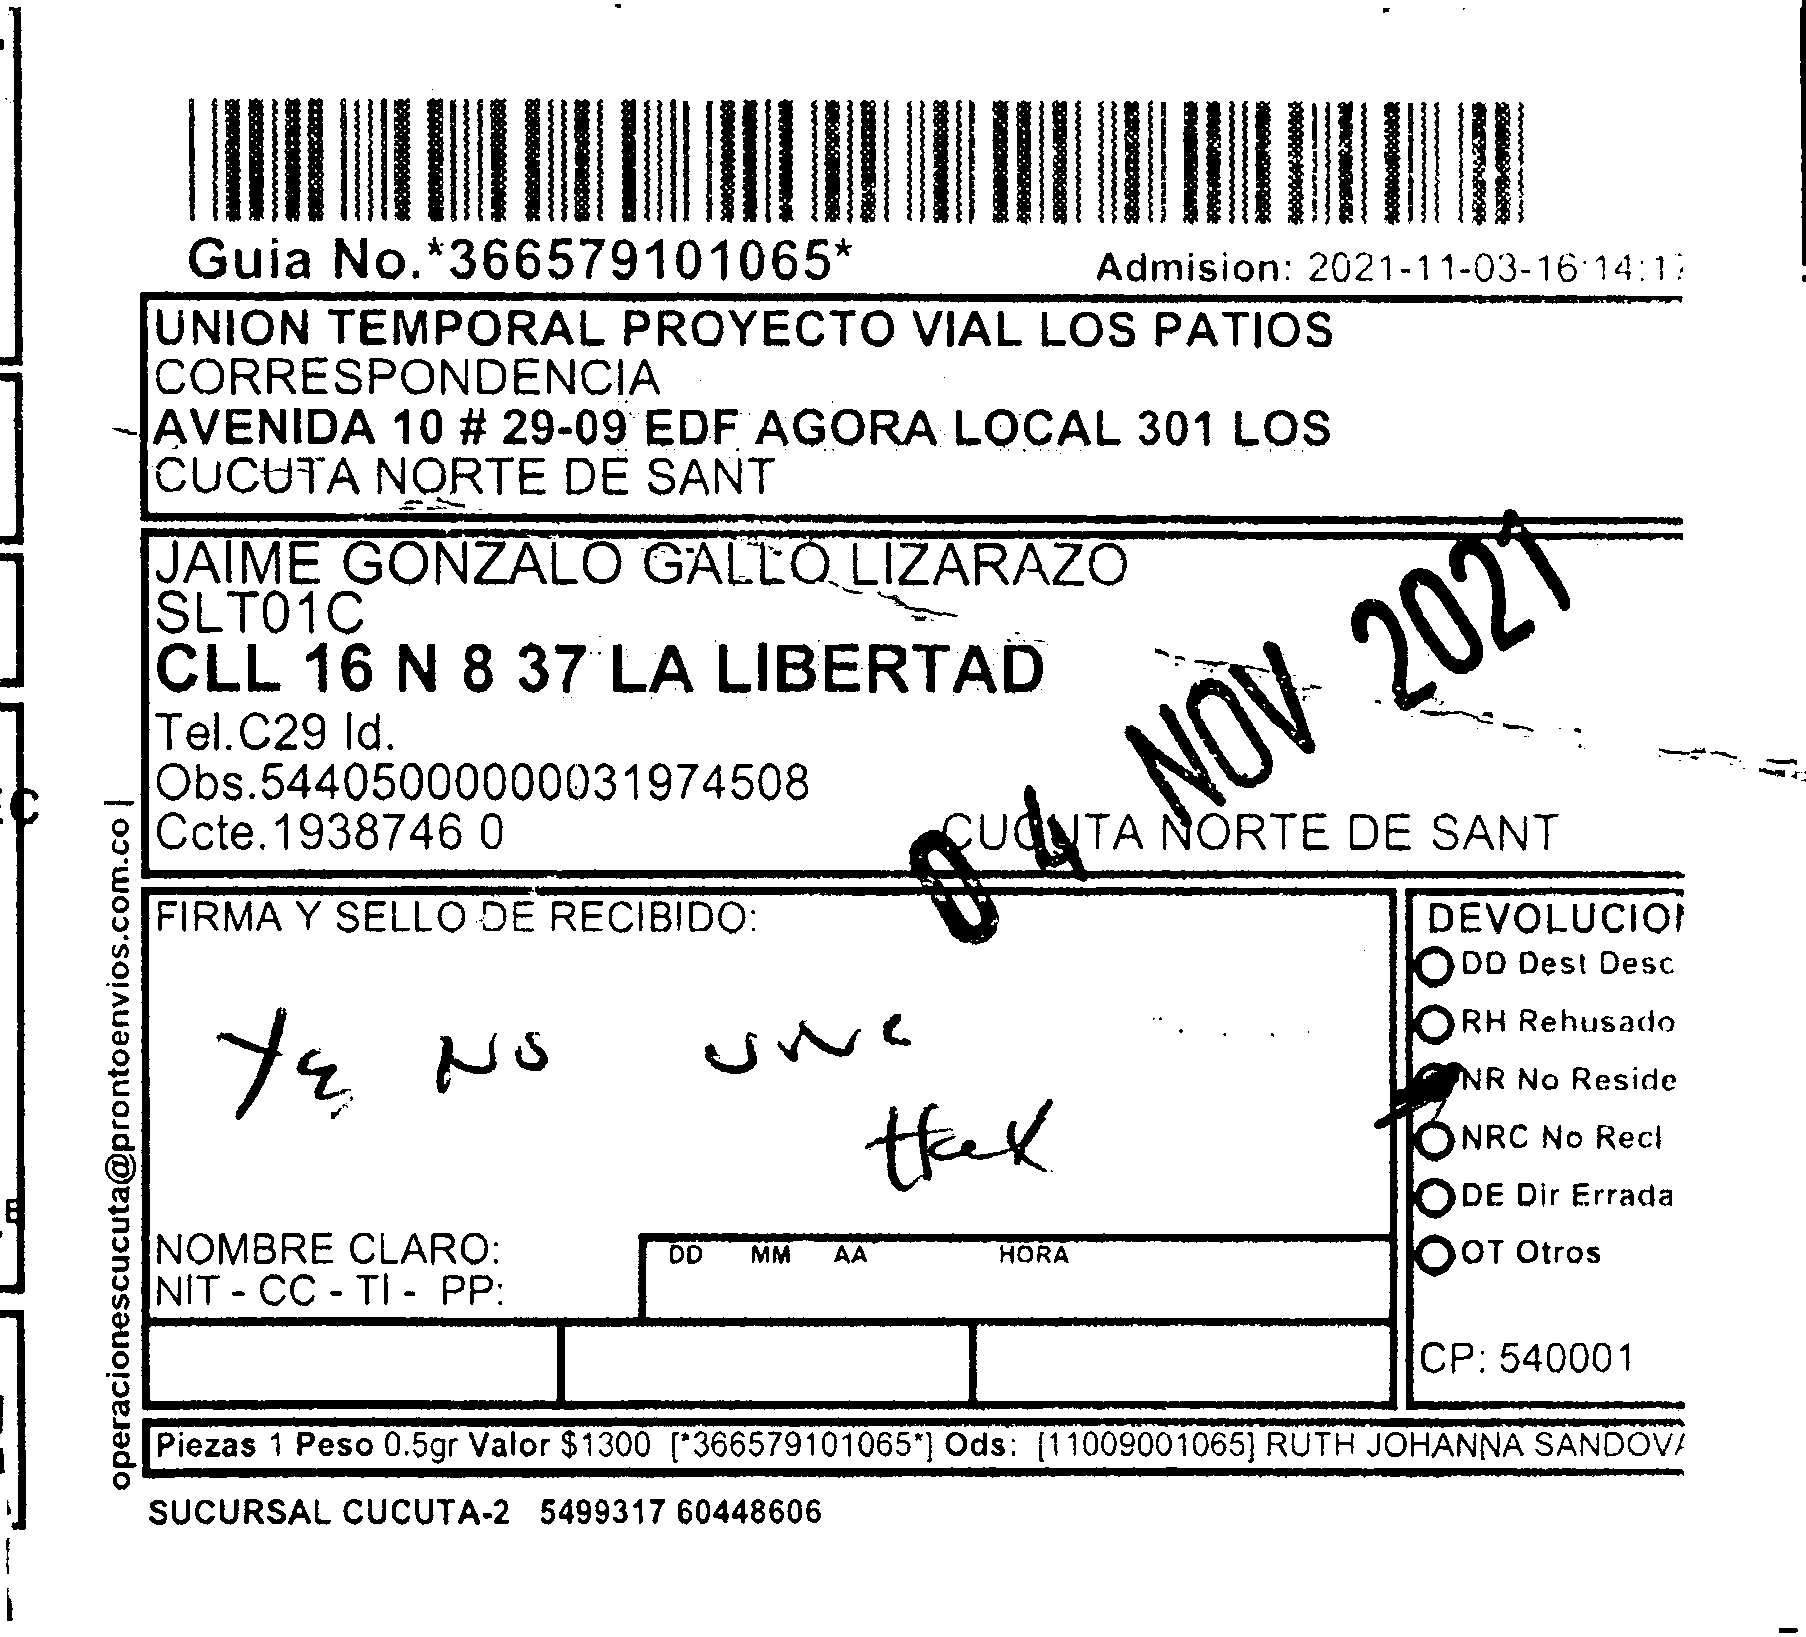 Guia No.*366579101065*
Admision: 2021-11-03-16:14:1
UNION TEMPORAL PROYECTO VIAL LOS PATIOS
CORRESPONDENCIA
AVENIDA 10 # 29-09 EDF AGORA LOCAL 301 LOS
CUCUTA NORTE DE SANT
JAIME GONZALO GALLO LIZARAZO
SLT01C
CLL 16 N 8 37 LA LIBERTAD
Tel.C29 Id.
Obs.544050000000031974508
Ccte.1938746 0
CUCUTA NORTE DE SANT
04 NOV 2021
operacionescucuta@prontoenvios.com.co |
FIRMA Y SELLO DE RECIBIDO:
Ya no vive
NOMBRE CLARO:
NIT - CC - TI - PP:
DD MM AA HORA
DEVOLUCION
DD Dest Desc
RH Rehusado
NR No Reside
NRC No Recl
DE Dir Errada
OT Otros
CP: 540001
Piezas 1 Peso 0.5gr Valor $1300 [*366579101065*] Ods: [11009001065] RUTH JOHANNA SANDOVA
SUCURSAL CUCUTA-2 5499317 60448606